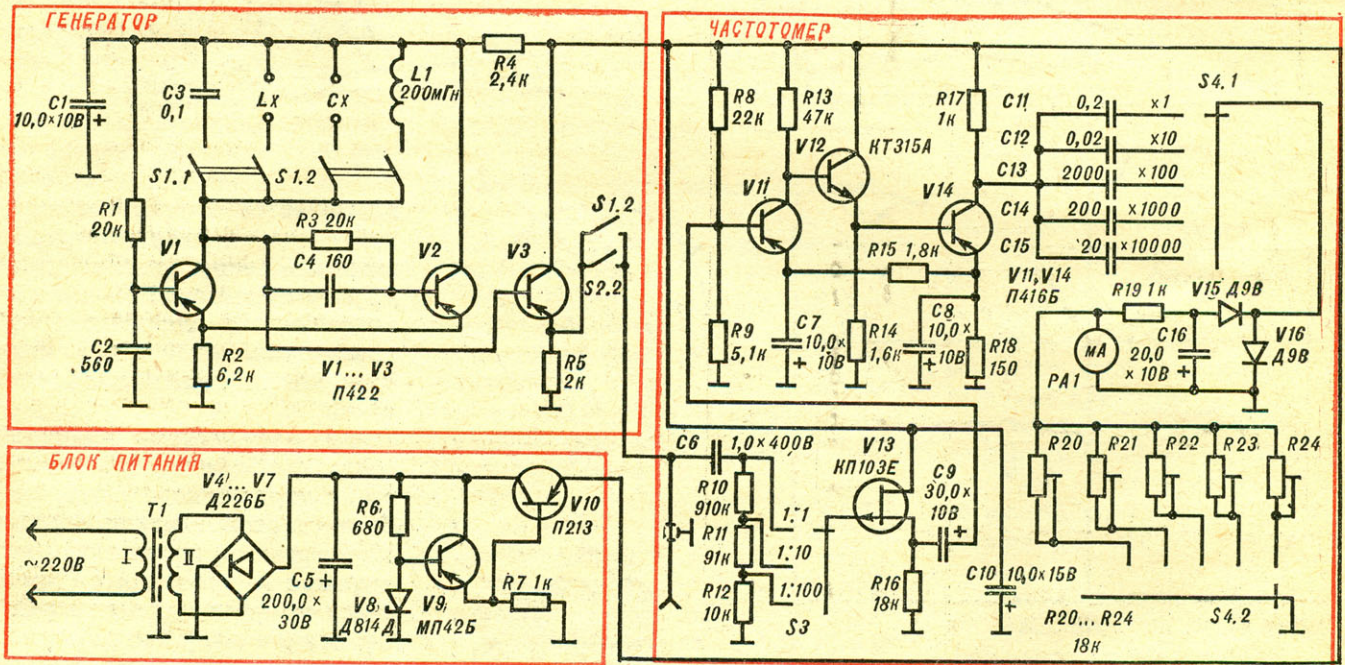 ГЕНЕРАТОР
C1
10,0×10В
+
C3
0,1
Lx
Cx
L1
200мГн
R4
2,4к
S1.1
S1.2
R1
20к
R3 20к
C4 160
V1
V2
V3
S1.2
S2.2
C2
560
R2
6,2к
V1... V3
П422
R5
2к
ЧАСТОТОМЕР
R8
22к
R13
47к
V12
КТ315А
R17
1к
V11
V14
C11
0,2
×1
C12
0,02
×10
C13
2000
×100
C14
200
×1000
C15
20
×10000
S4.1
R15 1,8к
V11,V14
П416Б
R9
5,1к
C7
10,0×
10В
+
R14
1,6к
C8
10,0×
10В
+
R18
150
R19 1к
V15 Д9В
мА
PA1
C16
20,0
×10В
+
V16
Д9В
C6
1,0×400В
V13
КП103Е
C9
30,0×
10В
+
R10
910к
R11
91к
R12
10к
1:1
1:10
1:100
S3
R16
18к
C10
10,0×15В
+
R20
R21
R22
R23
R24
R20... R24
18к
S4.2
БЛОК ПИТАНИЯ
V4... V7
Д226Б
T1
~220В
I
II
C5
200,0×
30В
+
R6
680
V8
Д814Д
V9
МП42Б
R7 1к
V10
П213